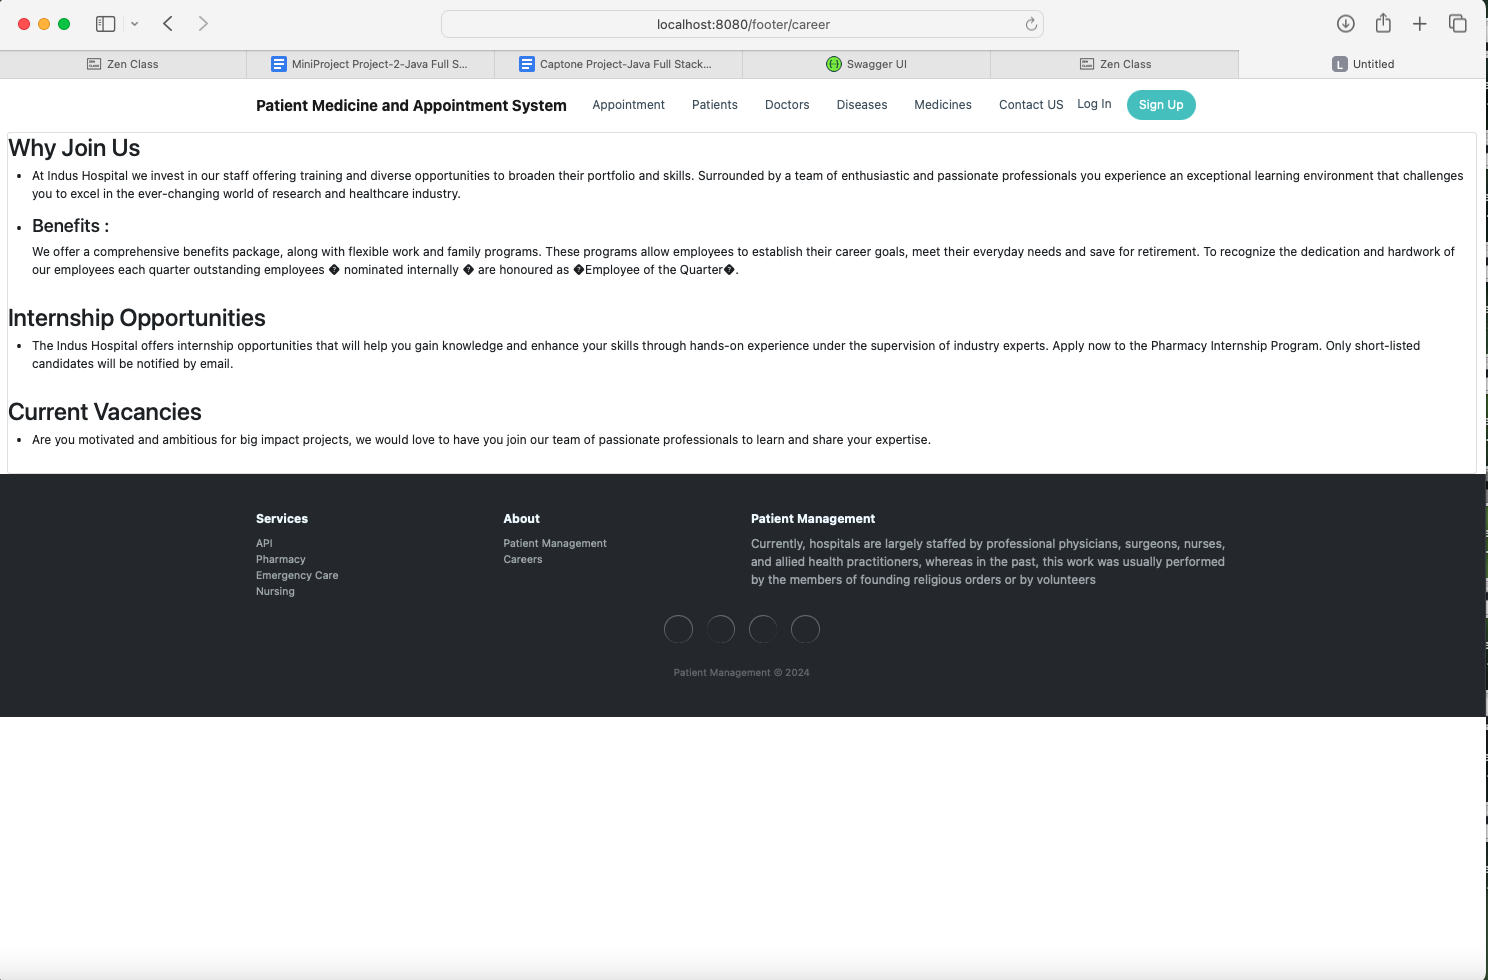 localhost:8080/footer/career
Zen Class
MiniProject Project-2-Java Full S...
Captone Project-Java Full Stack...
Swagger UI
Zen Class
L Untitled
Patient Medicine and Appointment System
Appointment
Patients
Doctors
Diseases
Medicines
Contact US
Log In
Sign Up
Why Join Us
• At Indus Hospital we invest in our staff offering training and diverse opportunities to broaden their portfolio and skills. Surrounded by a team of enthusiastic and passionate professionals you experience an exceptional learning environment that challenges
you to excel in the ever-changing world of research and healthcare industry.
• Benefits :
We offer a comprehensive benefits package, along with flexible work and family programs. These programs allow employees to establish their career goals, meet their everyday needs and save for retirement. To recognize the dedication and hardwork of
our employees each quarter outstanding employees � nominated internally � are honoured as �Employee of the Quarter�.
Internship Opportunities
• The Indus Hospital offers internship opportunities that will help you gain knowledge and enhance your skills through hands-on experience under the supervision of industry experts. Apply now to the Pharmacy Internship Program. Only short-listed
candidates will be notified by email.
Current Vacancies
• Are you motivated and ambitious for big impact projects, we would love to have you join our team of passionate professionals to learn and share your expertise.
Services
API
Pharmacy
Emergency Care
Nursing
About
Patient Management
Careers
Patient Management
Currently, hospitals are largely staffed by professional physicians, surgeons, nurses,
and allied health practitioners, whereas in the past, this work was usually performed
by the members of founding religious orders or by volunteers
Patient Management © 2024